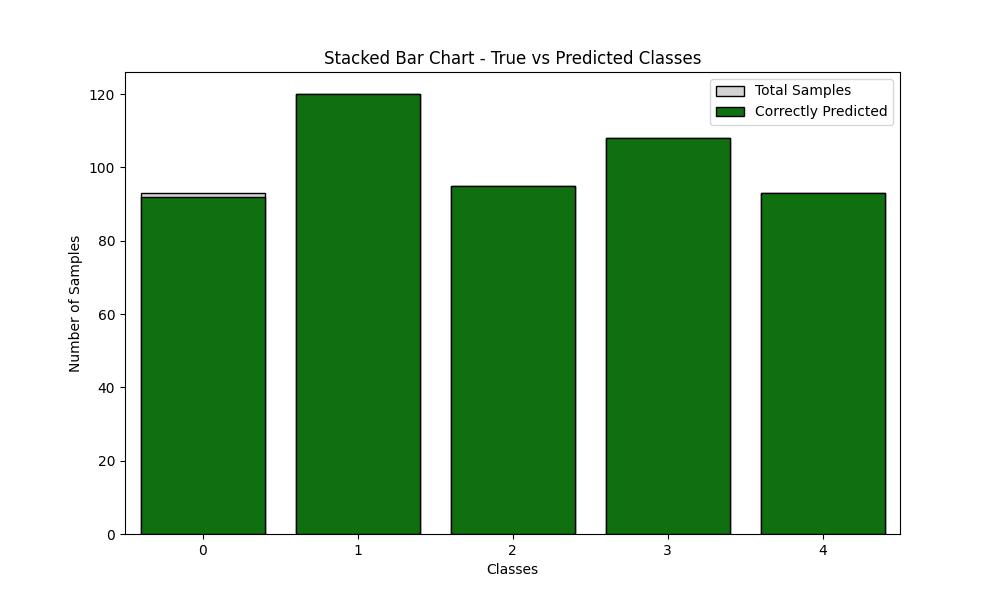 Stacked Bar Chart - True vs Predicted Classes
Total Samples
Correctly Predicted
120
100
80
60
40
20
0
Number of Samples
0 1 2 3 4
Classes